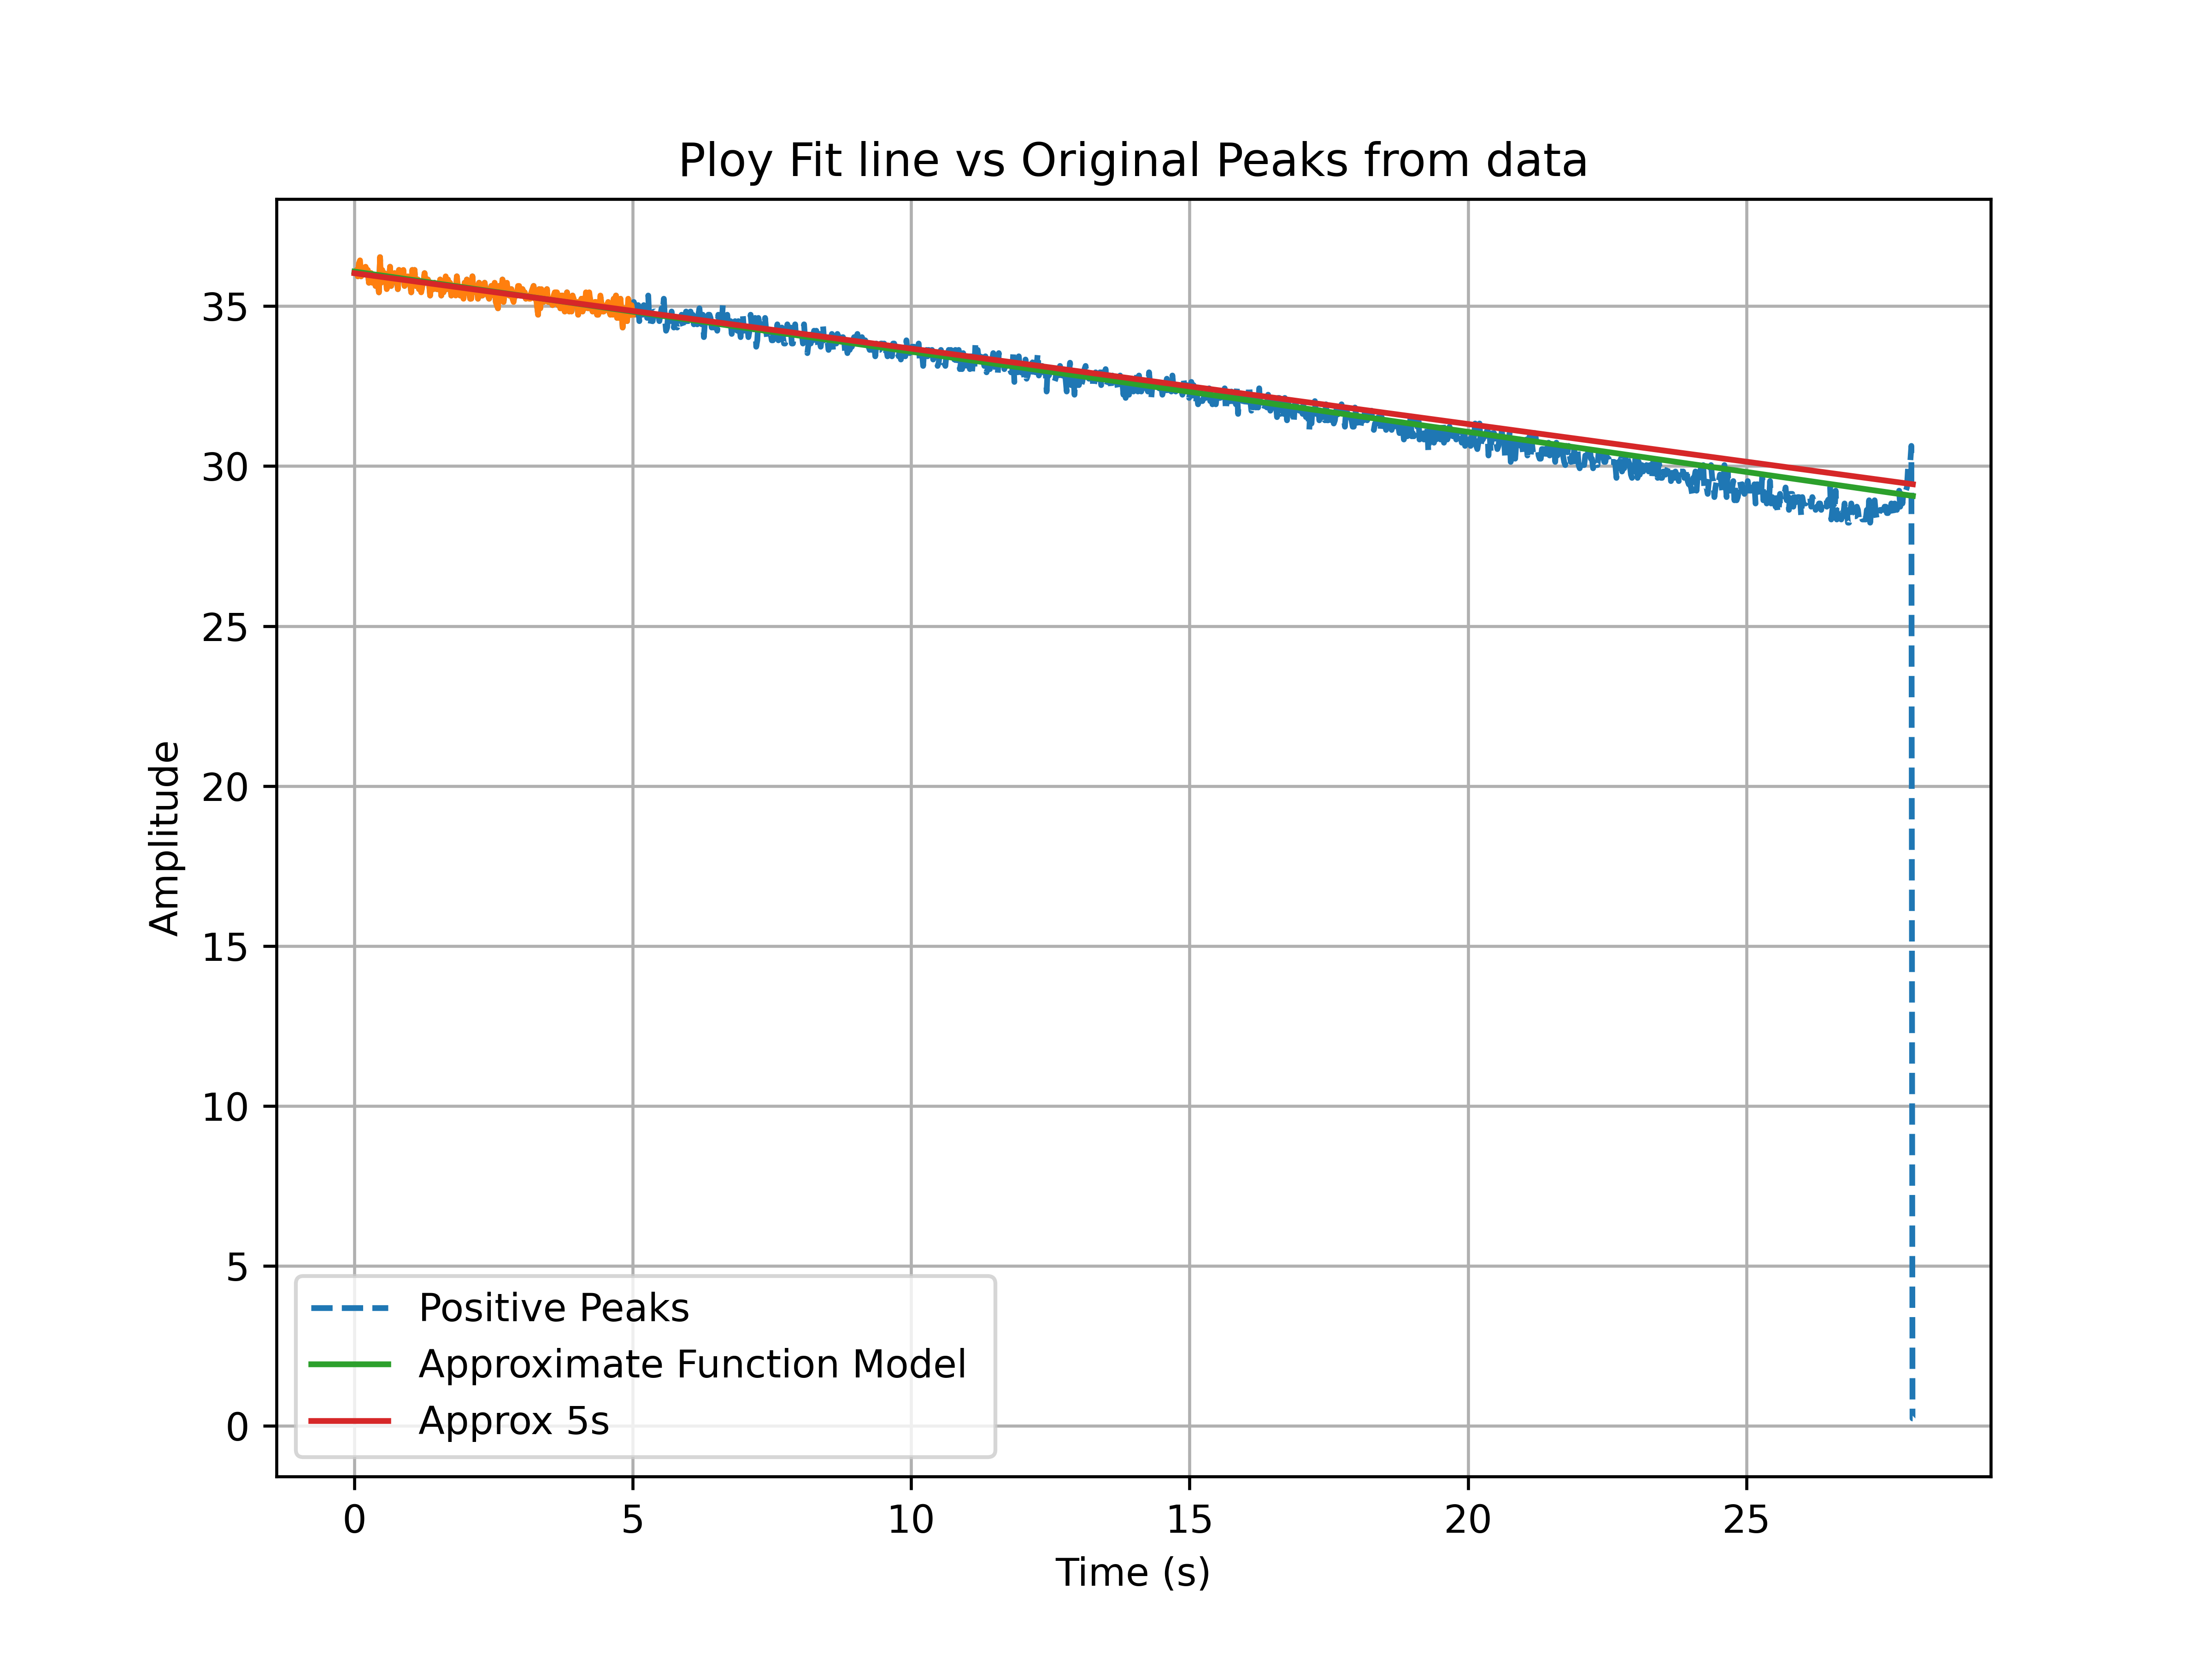 Ploy Fit line vs Original Peaks from data
35
30
25
20
15
10
5
0
Amplitude
Positive Peaks
Approximate Function Model
Approx 5s
0 5 10 15 20 25
Time (s)